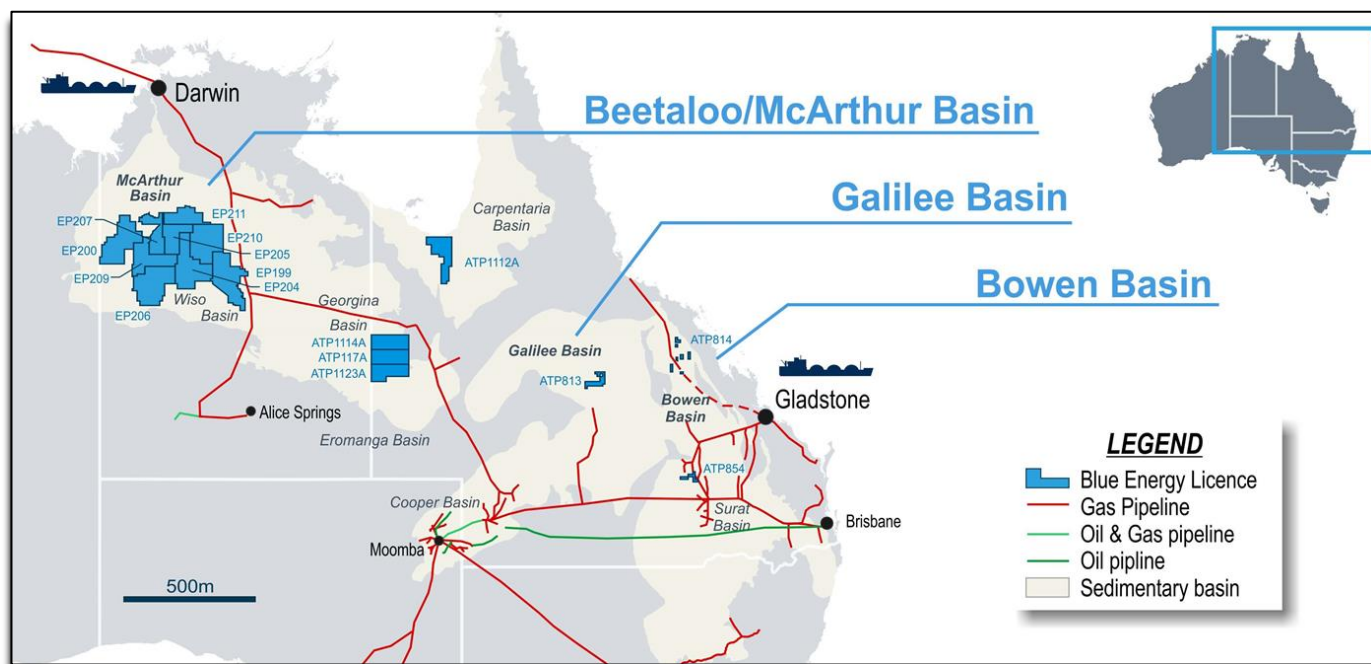 Darwin
Beetaloo/McArthur Basin
McArthur
Basin
EP207
EP211
EP200
EP210
EP205
EP209
EP199
EP204
EP206
Wiso
Basin
Carpentaria
Basin
ATP1112A
Galilee Basin
Bowen Basin
Georgina
Basin
ATP1114A
ATP117A
ATP1123A
Galilee Basin
ATP813
ATP814
Bowen
Basin
Gladstone
Alice Springs
Eromanga Basin
ATP854
Cooper Basin
Surat
Basin
Moomba
Brisbane
500m
LEGEND
Blue Energy Licence
Gas Pipeline
Oil & Gas pipeline
Oil pipline
Sedimentary basin